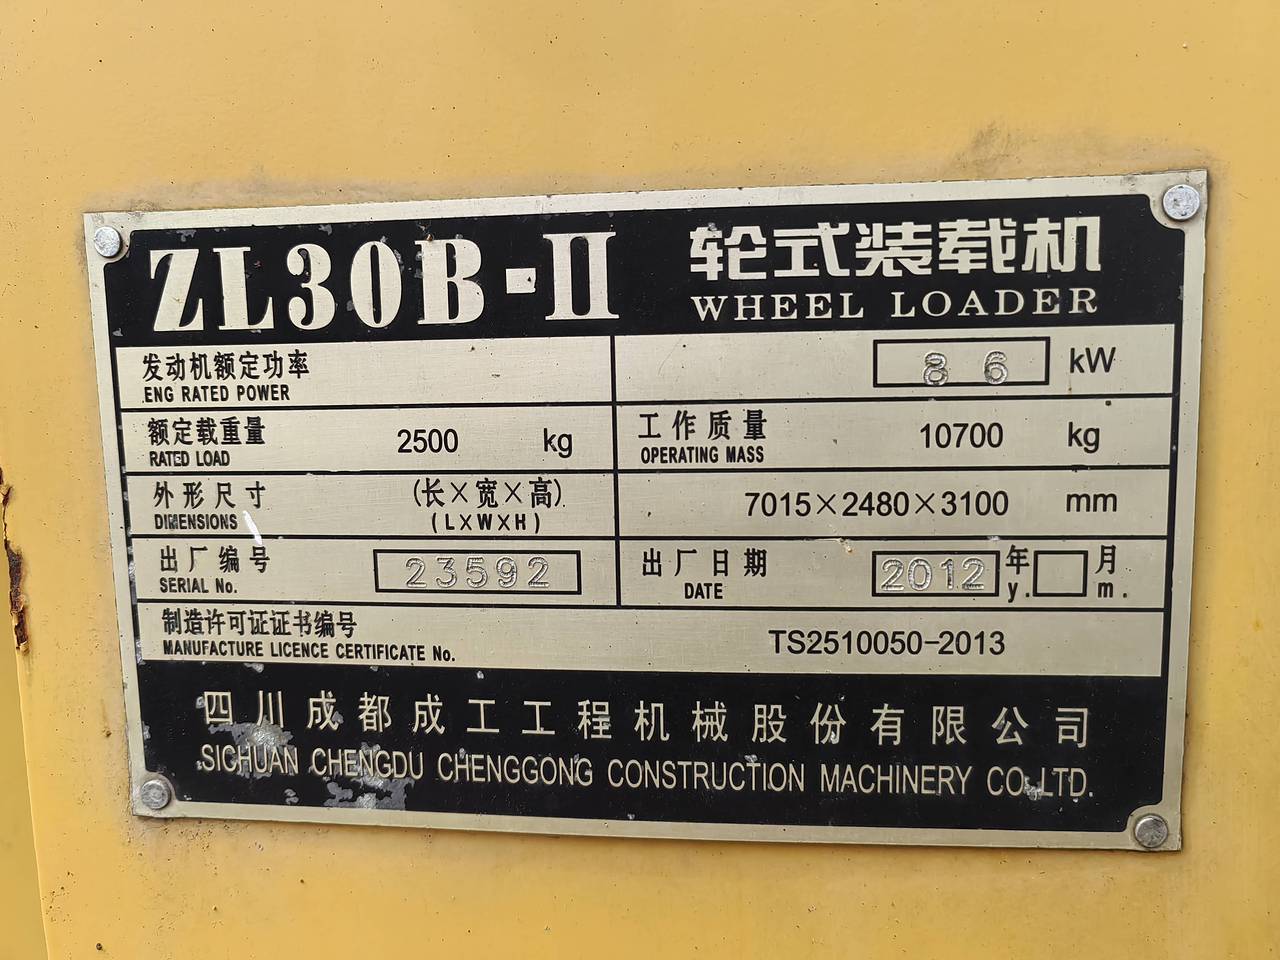 ZL30B-II 轮式装载机
WHEEL LOADER
发动机额定功率 86 kW
ENG RATED POWER
额定载重量 2500 kg 工作质量 10700 kg
RATED LOAD OPERATING MASS
外形尺寸 (长×宽×高) 7015×2480×3100 mm
DIMENSIONS (L×W×H)
出厂编号 23592 出厂日期 2012 年 月
SERIAL No. DATE y. m.
制造许可证证书编号 TS2510050-2013
MANUFACTURE LICENCE CERTIFICATE No.
四川成都成工工程机械股份有限公司
SICHUAN CHENGDU CHENGGONG CONSTRUCTION MACHINERY CO.LTD.